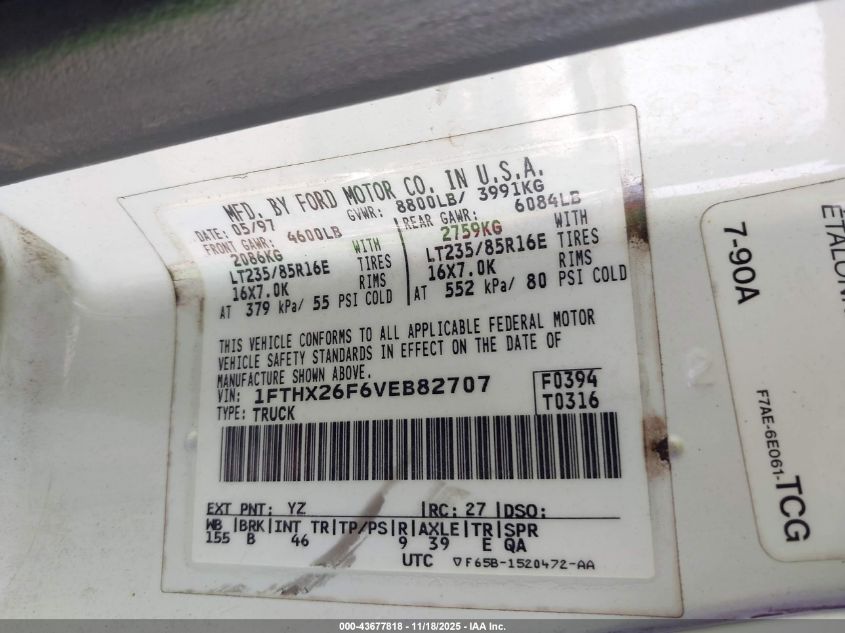 MFD. BY FORD MOTOR CO. IN U.S.A.
DATE: 05/97 GVWR: 8800LB/ 3991KG
FRONT GAWR: 4600LB REAR GAWR: 6084LB
2086KG WITH 2759KG WITH
LT235/85R16E TIRES LT235/85R16E TIRES
16X7.0K RIMS 16X7.0K RIMS
AT 379 kPa/ 55 PSI COLD AT 552 kPa/ 80 PSI COLD
THIS VEHICLE CONFORMS TO ALL APPLICABLE FEDERAL MOTOR
VEHICLE SAFETY STANDARDS IN EFFECT ON THE DATE OF
MANUFACTURE SHOWN ABOVE.
VIN: 1FTHX26F6VEB82707 F0394
TYPE: TRUCK T0316
EXT PNT: YZ RC: 27 DSO:
WB BRK INT TR TP/PS R AXLE TR SPR
155 B 46 9 39 E QA
UTC ▽F65B-1520472-AA
7-90A
F7AE-6E061-TCG
000-43677818 - 11/18/2025 - IAA Inc.